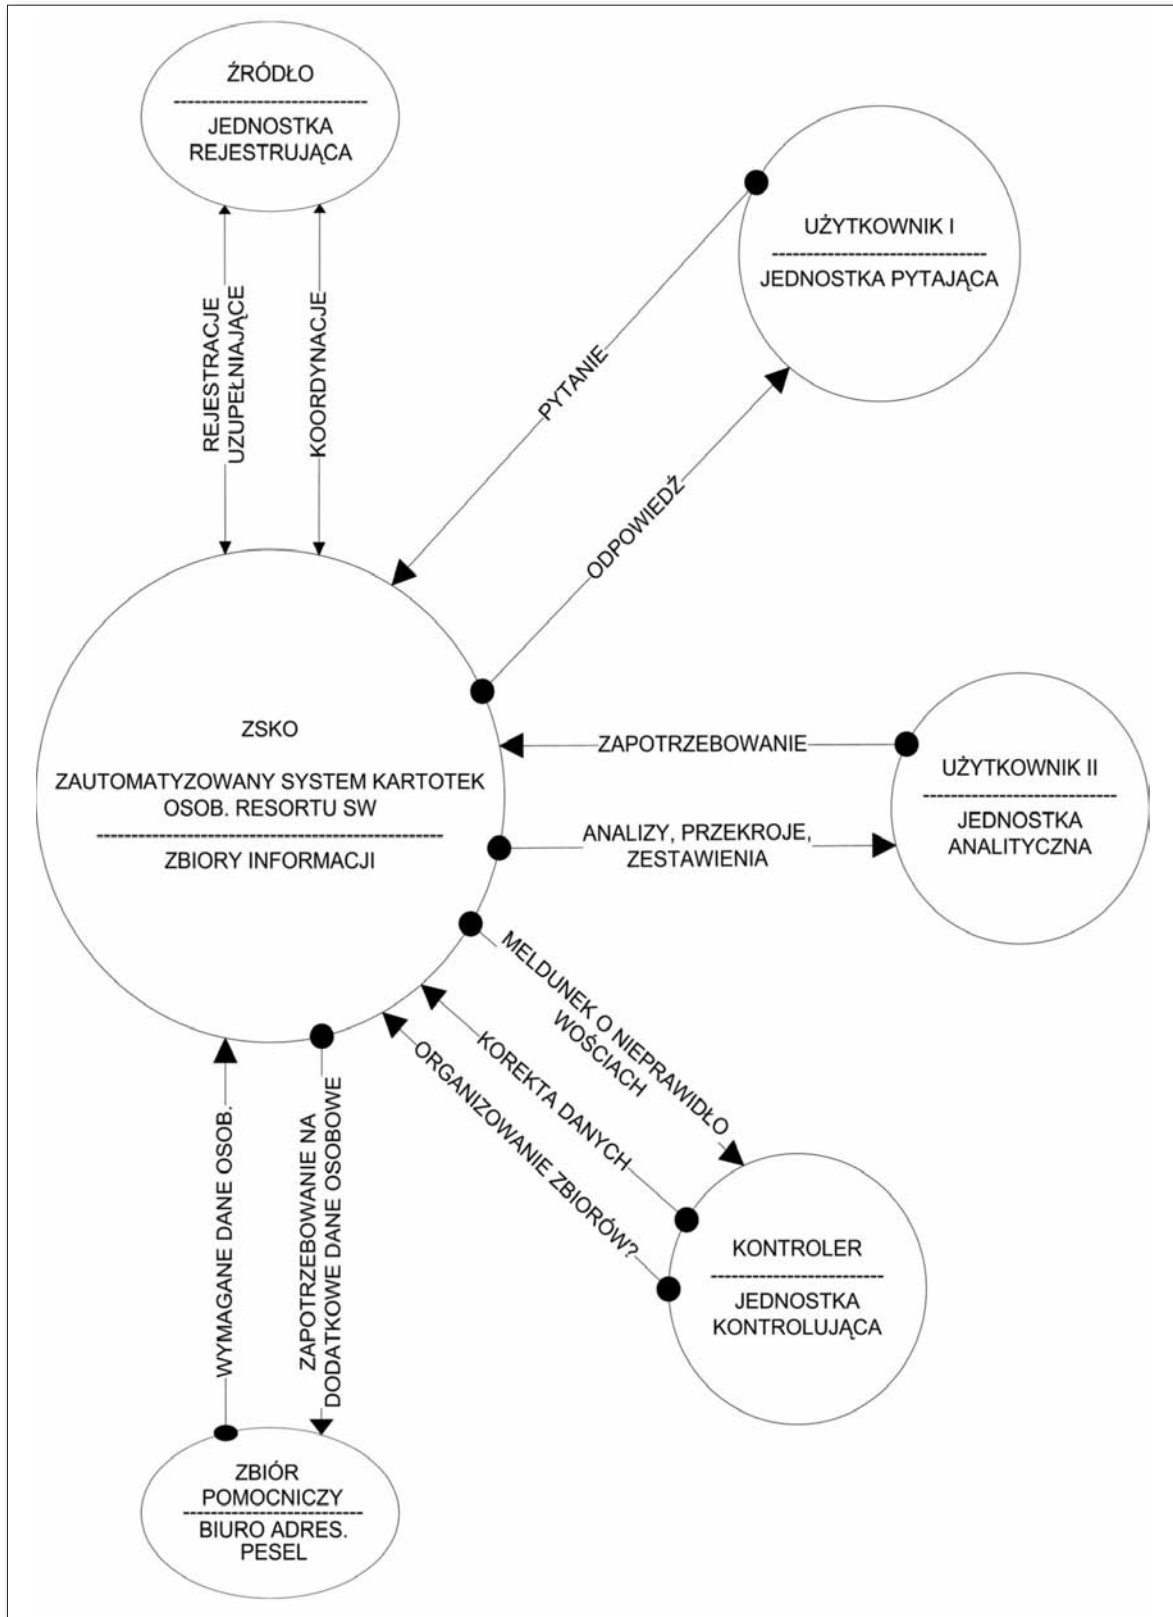 ŹRÓDŁO
JEDNOSTKA
REJESTRUJĄCA
UŻYTKOWNIK I
JEDNOSTKA PYTAJĄCA
REJESTRACJE
UZUPEŁNIAJĄCE
KOORDYNACJE
PYTANIE
ODPOWIEDŹ
ZSKO
ZAUTOMATYZOWANY SYSTEM KARTOTEK
OSOB. RESORTU SW
ZBIORY INFORMACJI
ZAPOTRZEBOWANIE
ANALIZY, PRZEKROJE,
ZESTAWIENIA
UŻYTKOWNIK II
JEDNOSTKA
ANALITYCZNA
MELDUNEK O NIEPRAWIDŁO
WOŚCIACH
KOREKTA DANYCH
ORGANIZOWANIE ZBIORÓW?
KONTROLER
JEDNOSTKA
KONTROLUJĄCA
WYMAGANE DANE OSOB.
ZAPOTRZEBOWANIE NA
DODATKOWE DANE OSOBOWE
ZBIÓR
POMOCNICZY
BIURO ADRES.
PESEL